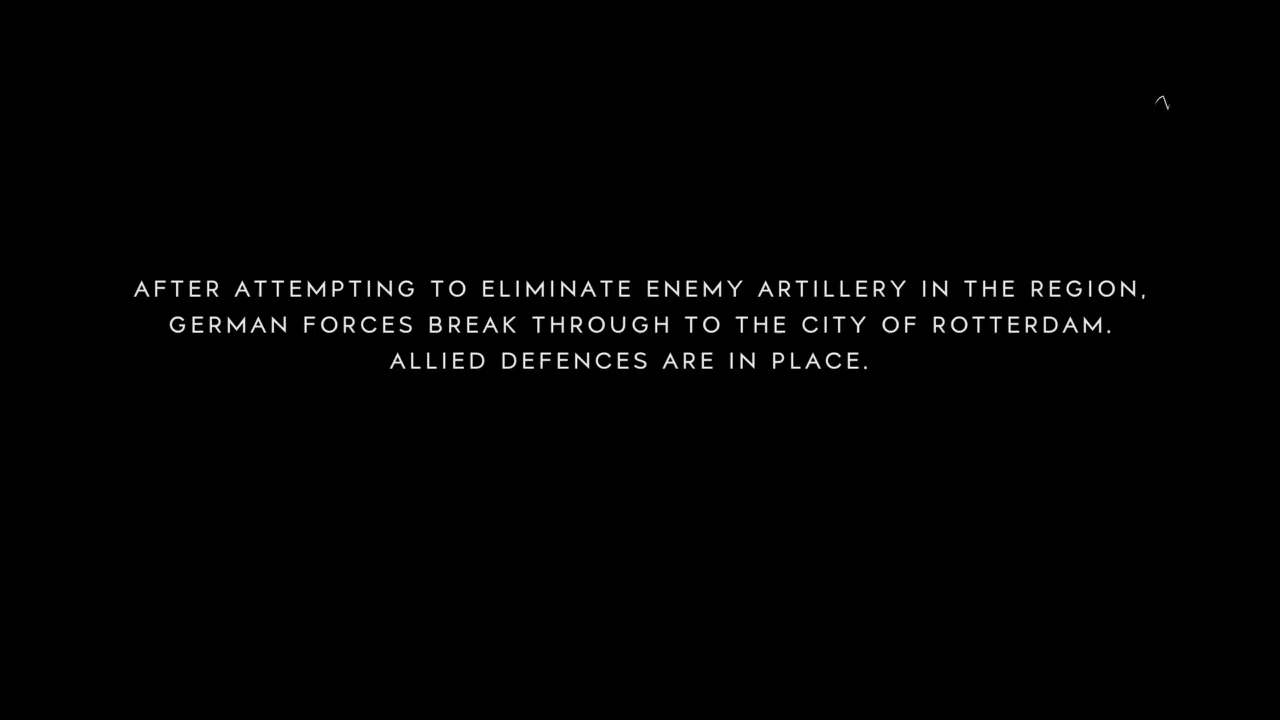 AFTER ATTEMPTING TO ELIMINATE ENEMY ARTILLERY IN THE REGION,
GERMAN FORCES BREAK THROUGH TO THE CITY OF ROTTERDAM.
ALLIED DEFENCES ARE IN PLACE.